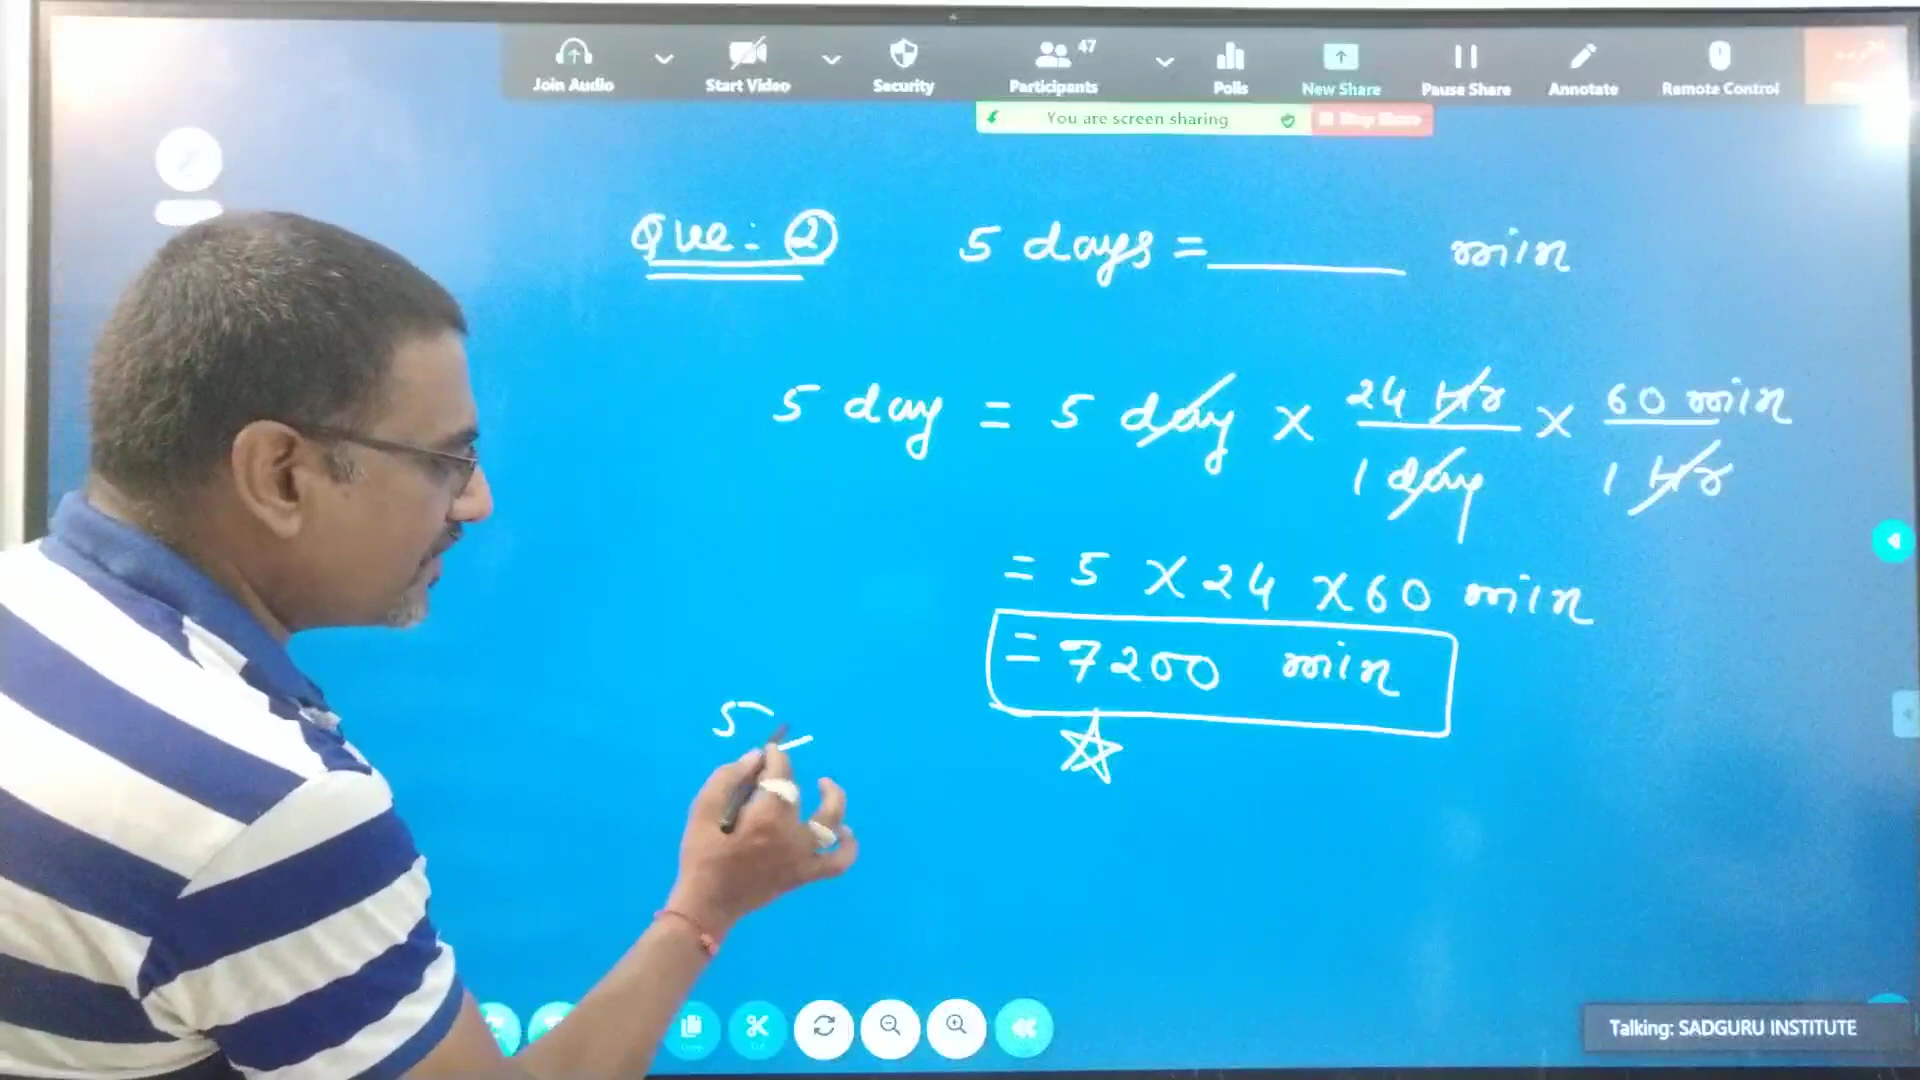 Join Audio Start Video Security Participants 47 Polls New Share Pause Share Annotate Remote Control
You are screen sharing Stop Share
Que: 2 5 days = ______ min
5 day = 5 day × 24 Hr / 1 day × 60 min / 1 Hr
= 5 × 24 × 60 min
= 7200 min
5
Talking: SADGURU INSTITUTE